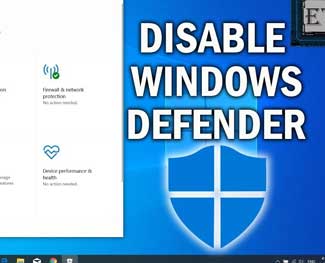 DISABLE
WINDOWS
DEFENDER
Firewall & network
protection
No action needed.
Device performance &
health
No action needed.